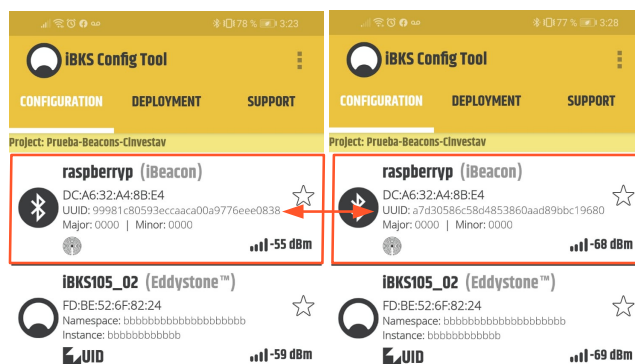 78 % 3:23
iBKS Config Tool
CONFIGURATION DEPLOYMENT SUPPORT
Project: Prueba-Beacons-Cinvestav
raspberryp (iBeacon)
DC:A6:32:A4:8B:E4
UUID: 99981c80593eccaaca00a9776eee0838
Major: 0000 | Minor: 0000
-55 dBm
iBKS105_02 (Eddystone™)
FD:BE:52:6F:82:24
Namespace: bbbbbbbbbbbbbbbbbbbb
Instance: bbbbbbbbbbbb
UID -59 dBm
77 % 3:28
iBKS Config Tool
CONFIGURATION DEPLOYMENT SUPPORT
Project: Prueba-Beacons-Cinvestav
raspberryp (iBeacon)
DC:A6:32:A4:8B:E4
UUID: a7d30586c58d4853860aad89bbc19680
Major: 0000 | Minor: 0000
-68 dBm
iBKS105_02 (Eddystone™)
FD:BE:52:6F:82:24
Namespace: bbbbbbbbbbbbbbbbbbbb
Instance: bbbbbbbbbbbb
UID -69 dBm